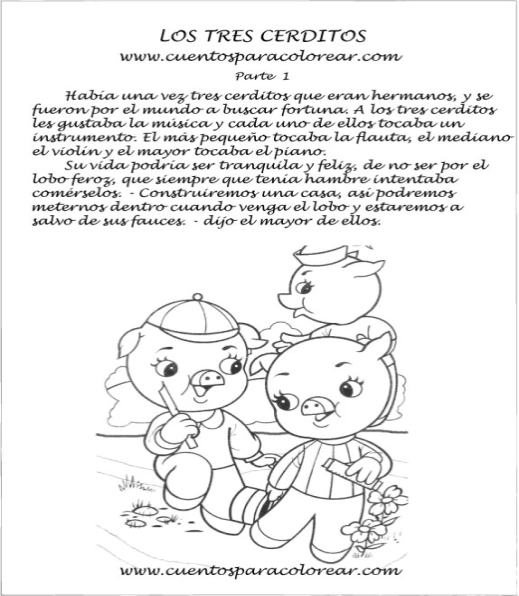 LOS TRES CERDITOS
www.cuentosparacolorear.com
Parte 1
Había una vez tres cerditos que eran hermanos, y se
fueron por el mundo a buscar fortuna. A los tres cerditos
les gustaba la música y cada uno de ellos tocaba un
instrumento. El más pequeño tocaba la flauta, el mediano
el violín y el mayor tocaba el piano.
Su vida podría ser tranquila y feliz, de no ser por el
lobo feroz, que siempre que tenía hambre intentaba
comérselos. - Construiremos una casa, así podremos
meternos dentro cuando venga el lobo y estaremos a
salvo de sus fauces. - dijo el mayor de ellos.
www.cuentosparacolorear.com